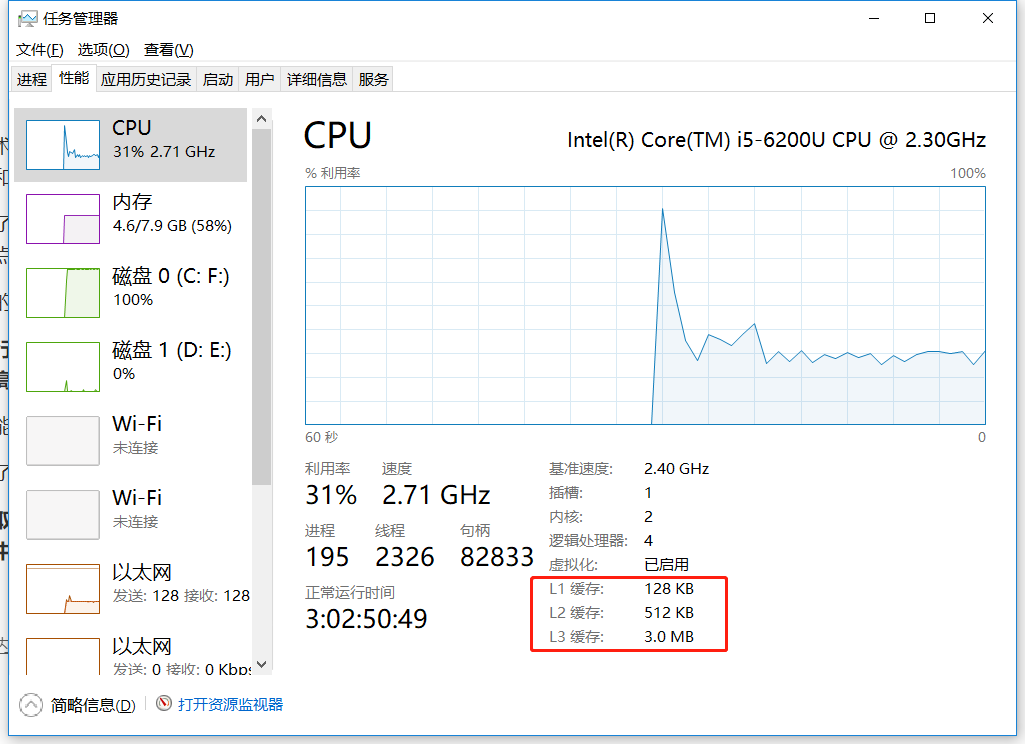 任务管理器
文件(F) 选项(O) 查看(V)
进程 性能 应用历史记录 启动 用户 详细信息 服务
CPU
31% 2.71 GHz
内存
4.6/7.9 GB (58%)
磁盘 0 (C: F:)
100%
磁盘 1 (D: E:)
0%
Wi-Fi
未连接
Wi-Fi
未连接
以太网
发送: 128 接收: 128
以太网
发送: 0 接收: 0 Kbps
CPU Intel(R) Core(TM) i5-6200U CPU @ 2.30GHz
% 利用率 100%
60 秒 0
利用率 速度
31% 2.71 GHz
进程 线程 句柄
195 2326 82833
正常运行时间
3:02:50:49
基准速度: 2.40 GHz
插槽: 1
内核: 2
逻辑处理器: 4
虚拟化: 已启用
L1 缓存: 128 KB
L2 缓存: 512 KB
L3 缓存: 3.0 MB
简略信息(D) 打开资源监视器